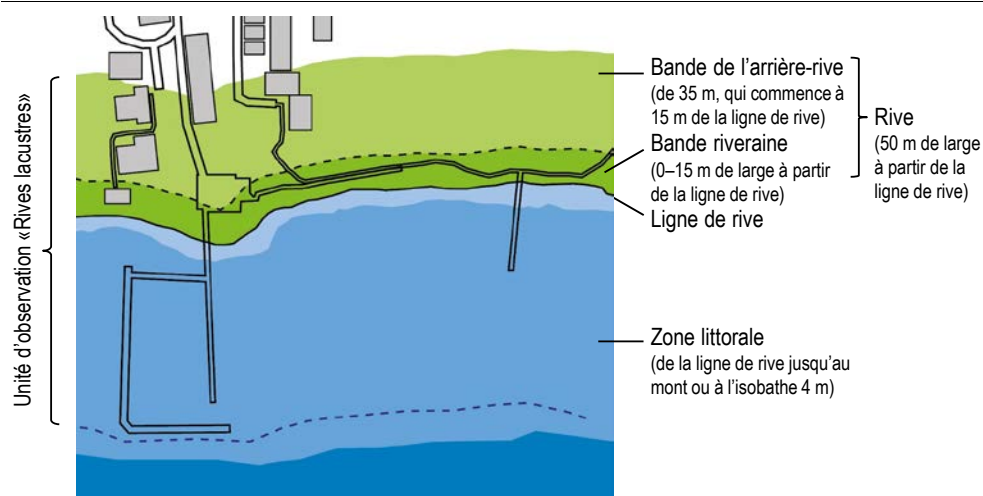 Unité d’observation «Rives lacustres»
Bande de l’arrière-rive
(de 35 m, qui commence à
15 m de la ligne de rive)
Bande riveraine
(0–15 m de large à partir
de la ligne de rive)
Ligne de rive
Rive
(50 m de large
à partir de la
ligne de rive)
Zone littorale
(de la ligne de rive jusqu’au
mont ou à l’isobathe 4 m)